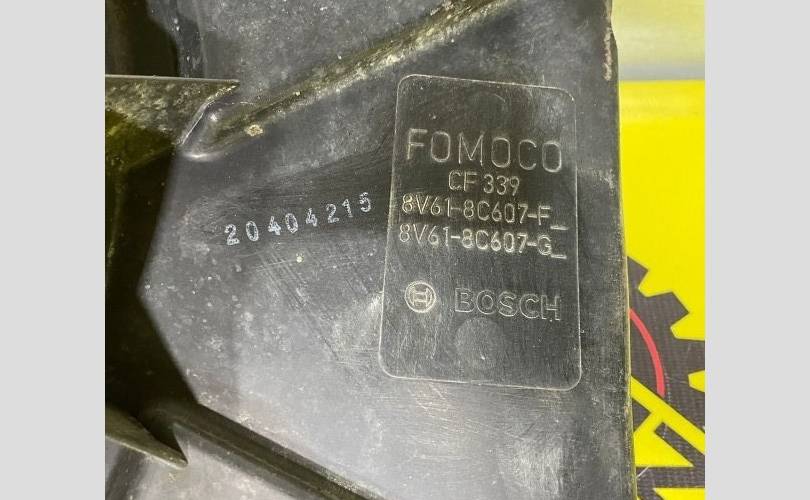 FOMOCO
CF 339
8V61-8C607-F_
8V61-8C607-G_
20404215
BOSCH